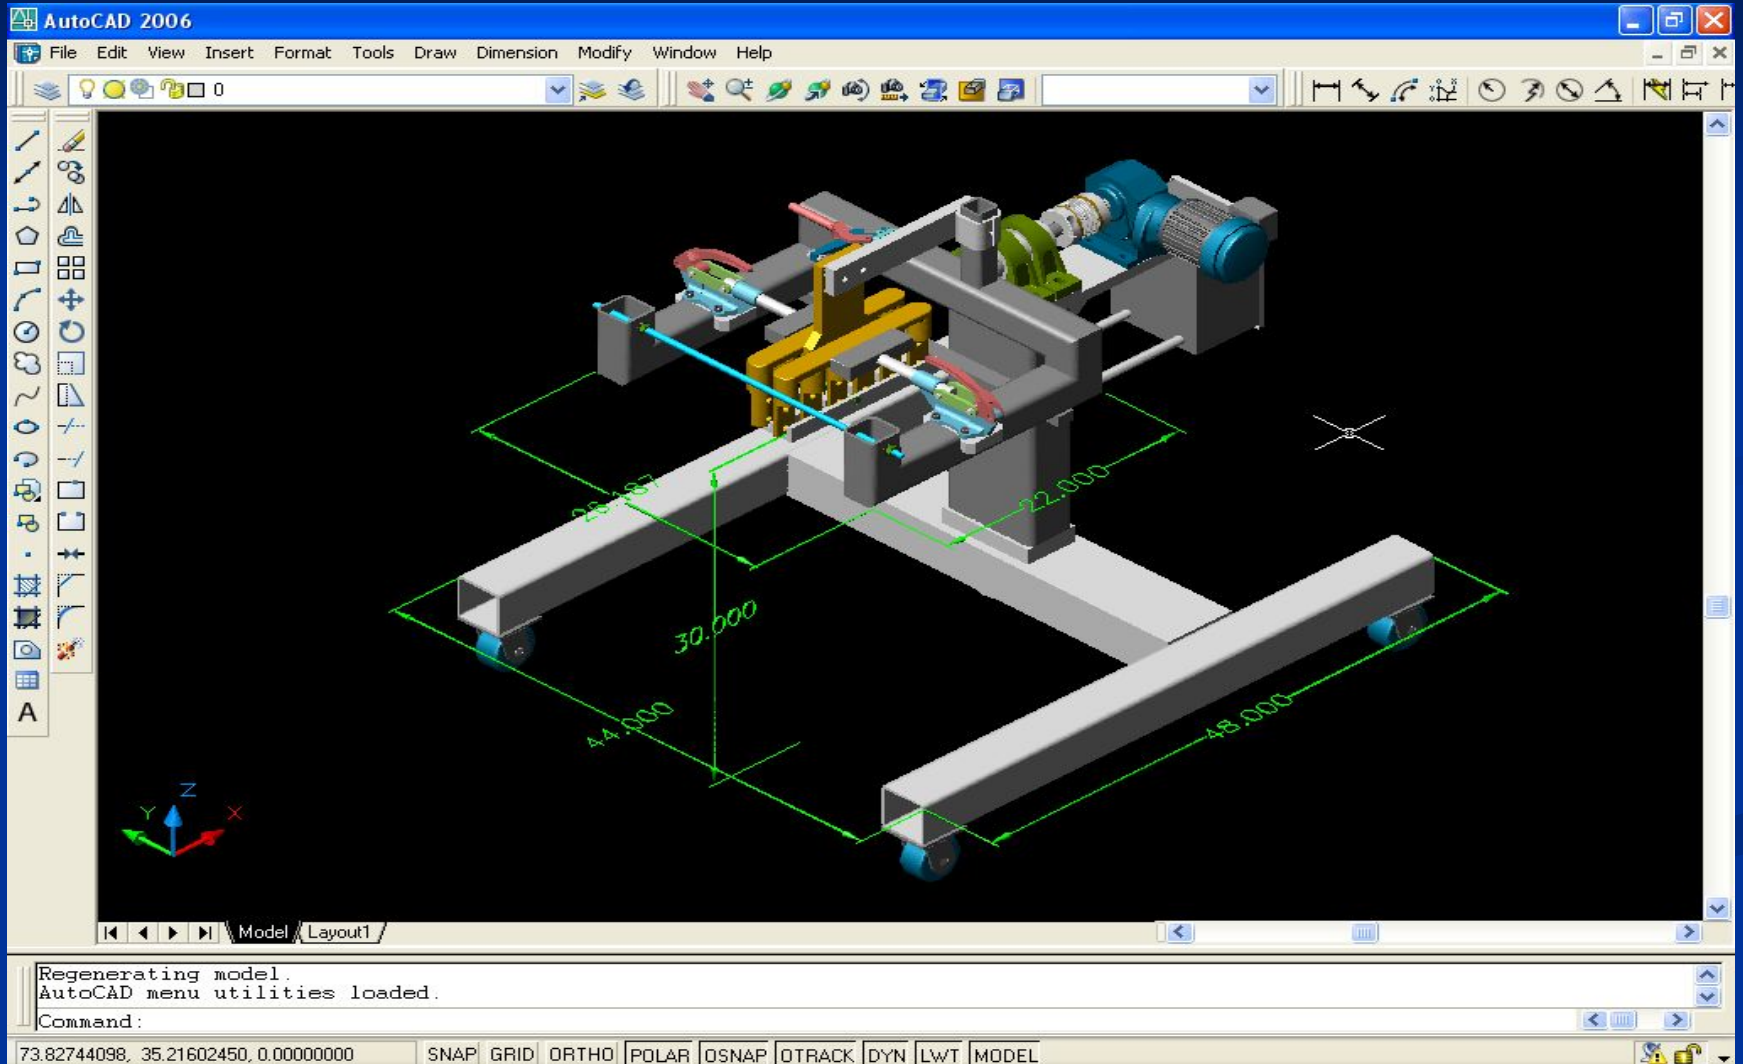 AutoCAD 2006
File Edit View Insert Format Tools Draw Dimension Modify Window Help
0
22.000
30.000
44.000
48.000
Z
Y X
A
Model Layout1
Regenerating model.
AutoCAD menu utilities loaded.
Command:
73.82744098, 35.21602450, 0.00000000 SNAP GRID ORTHO POLAR OSNAP OTRACK DYN LWT MODEL